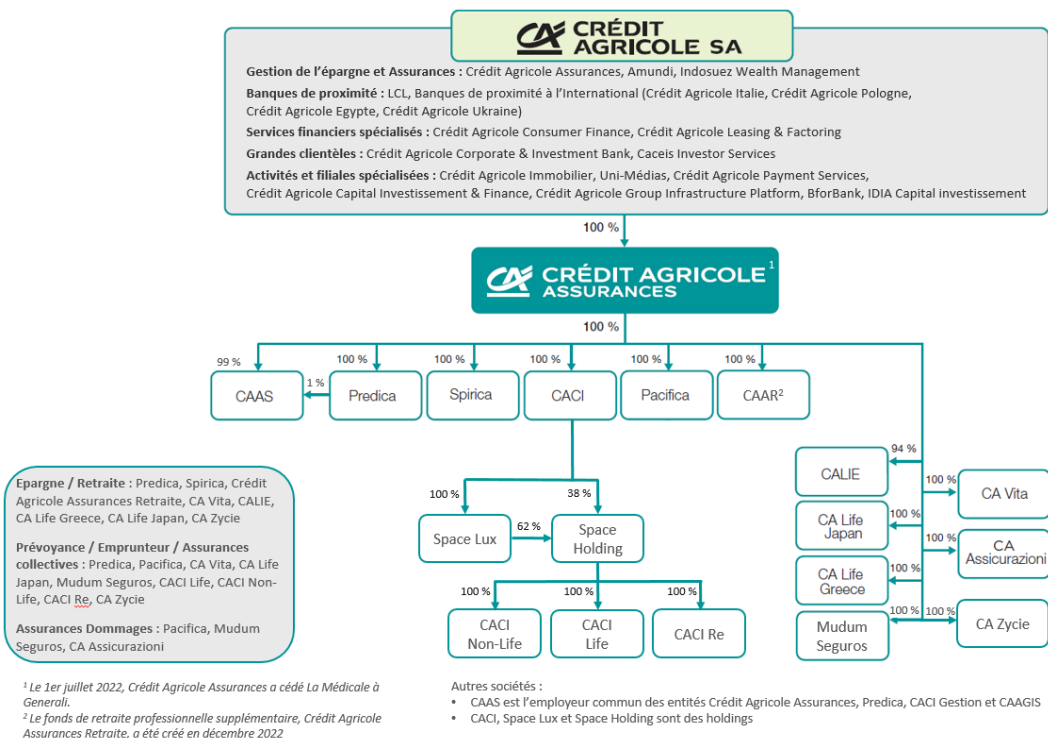 CRÉDIT
AGRICOLE SA
Gestion de l'épargne et Assurances : Crédit Agricole Assurances, Amundi, Indosuez Wealth Management
Banques de proximité : LCL, Banques de proximité à l'International (Crédit Agricole Italie, Crédit Agricole Pologne,
Crédit Agricole Egypte, Crédit Agricole Ukraine)
Services financiers spécialisés : Crédit Agricole Consumer Finance, Crédit Agricole Leasing & Factoring
Grandes clientèles : Crédit Agricole Corporate & Investment Bank, Caceis Investor Services
Activités et filiales spécialisées : Crédit Agricole Immobilier, Uni-Médias, Crédit Agricole Payment Services,
Crédit Agricole Capital Investissement & Finance, Crédit Agricole Group Infrastructure Platform, BforBank, IDIA Capital investissement
100 %
CRÉDIT AGRICOLE 1
ASSURANCES
100 %
99 % 100 % 100 % 100 % 100 % 100 %
CAAS 1 % Predica Spirica CACI Pacifica CAAR²
94 %
CALIE
100 %
CA Vita
100 %
CA Life
Japan
100 %
CA
Assicurazioni
100 %
CA Life
Greece
100 % 100 %
Mudum
Seguros
CA Zycie
100 % 38 %
Space Lux 62 % Space
Holding
100 % 100 % 100 %
CACI
Non-Life
CACI
Life
CACI Re
Epargne / Retraite : Predica, Spirica, Crédit
Agricole Assurances Retraite, CA Vita, CALIE,
CA Life Greece, CA Life Japan, CA Zycie
Prévoyance / Emprunteur / Assurances
collectives : Predica, Pacifica, CA Vita, CA Life
Japan, Mudum Seguros, CACI Life, CACI Non-
Life, CACI Re, CA Zycie
Assurances Dommages : Pacifica, Mudum
Seguros, CA Assicurazioni
¹ Le 1er juillet 2022, Crédit Agricole Assurances a cédé La Médicale à
Generali.
² Le fonds de retraite professionnelle supplémentaire, Crédit Agricole
Assurances Retraite, a été créé en décembre 2022
Autres sociétés :
• CAAS est l'employeur commun des entités Crédit Agricole Assurances, Predica, CACI Gestion et CAAGIS
• CACI, Space Lux et Space Holding sont des holdings